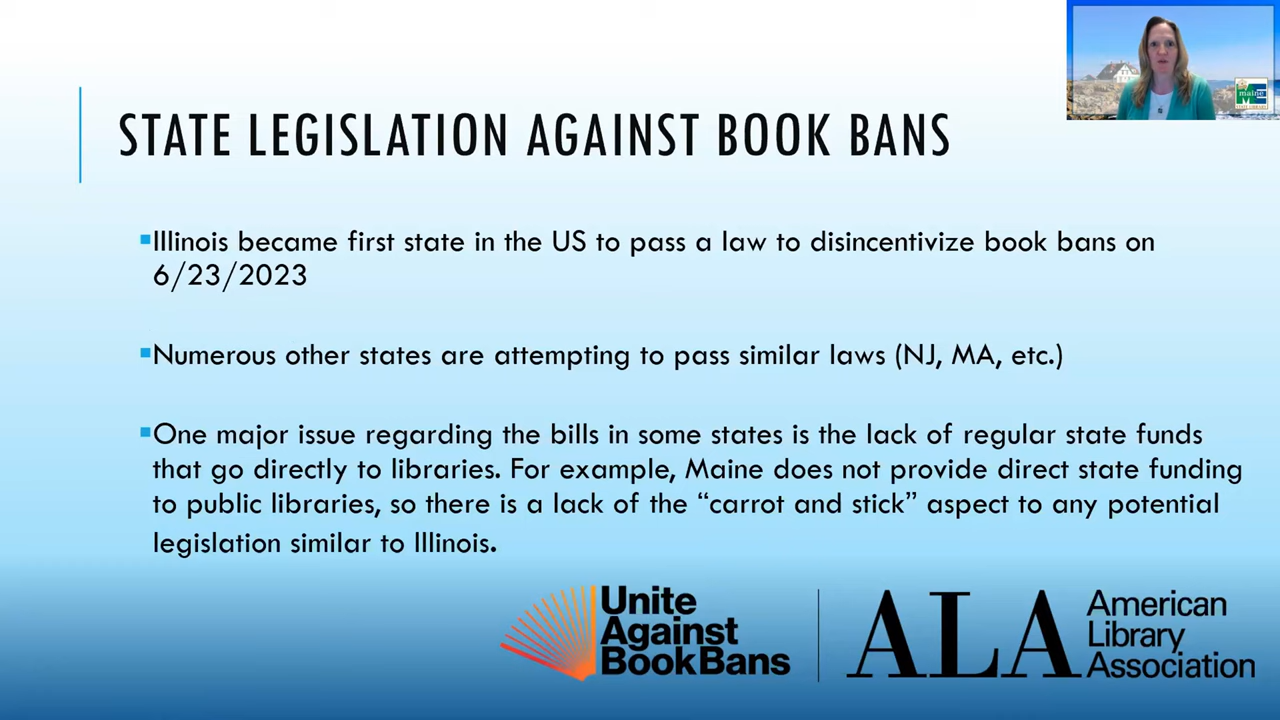 STATE LEGISLATION AGAINST BOOK BANS
▪Illinois became first state in the US to pass a law to disincentivize book bans on
6/23/2023
▪Numerous other states are attempting to pass similar laws (NJ, MA, etc.)
▪One major issue regarding the bills in some states is the lack of regular state funds
that go directly to libraries. For example, Maine does not provide direct state funding
to public libraries, so there is a lack of the “carrot and stick” aspect to any potential
legislation similar to Illinois.
Unite
Against
BookBans
ALA
American
Library
Association
maine